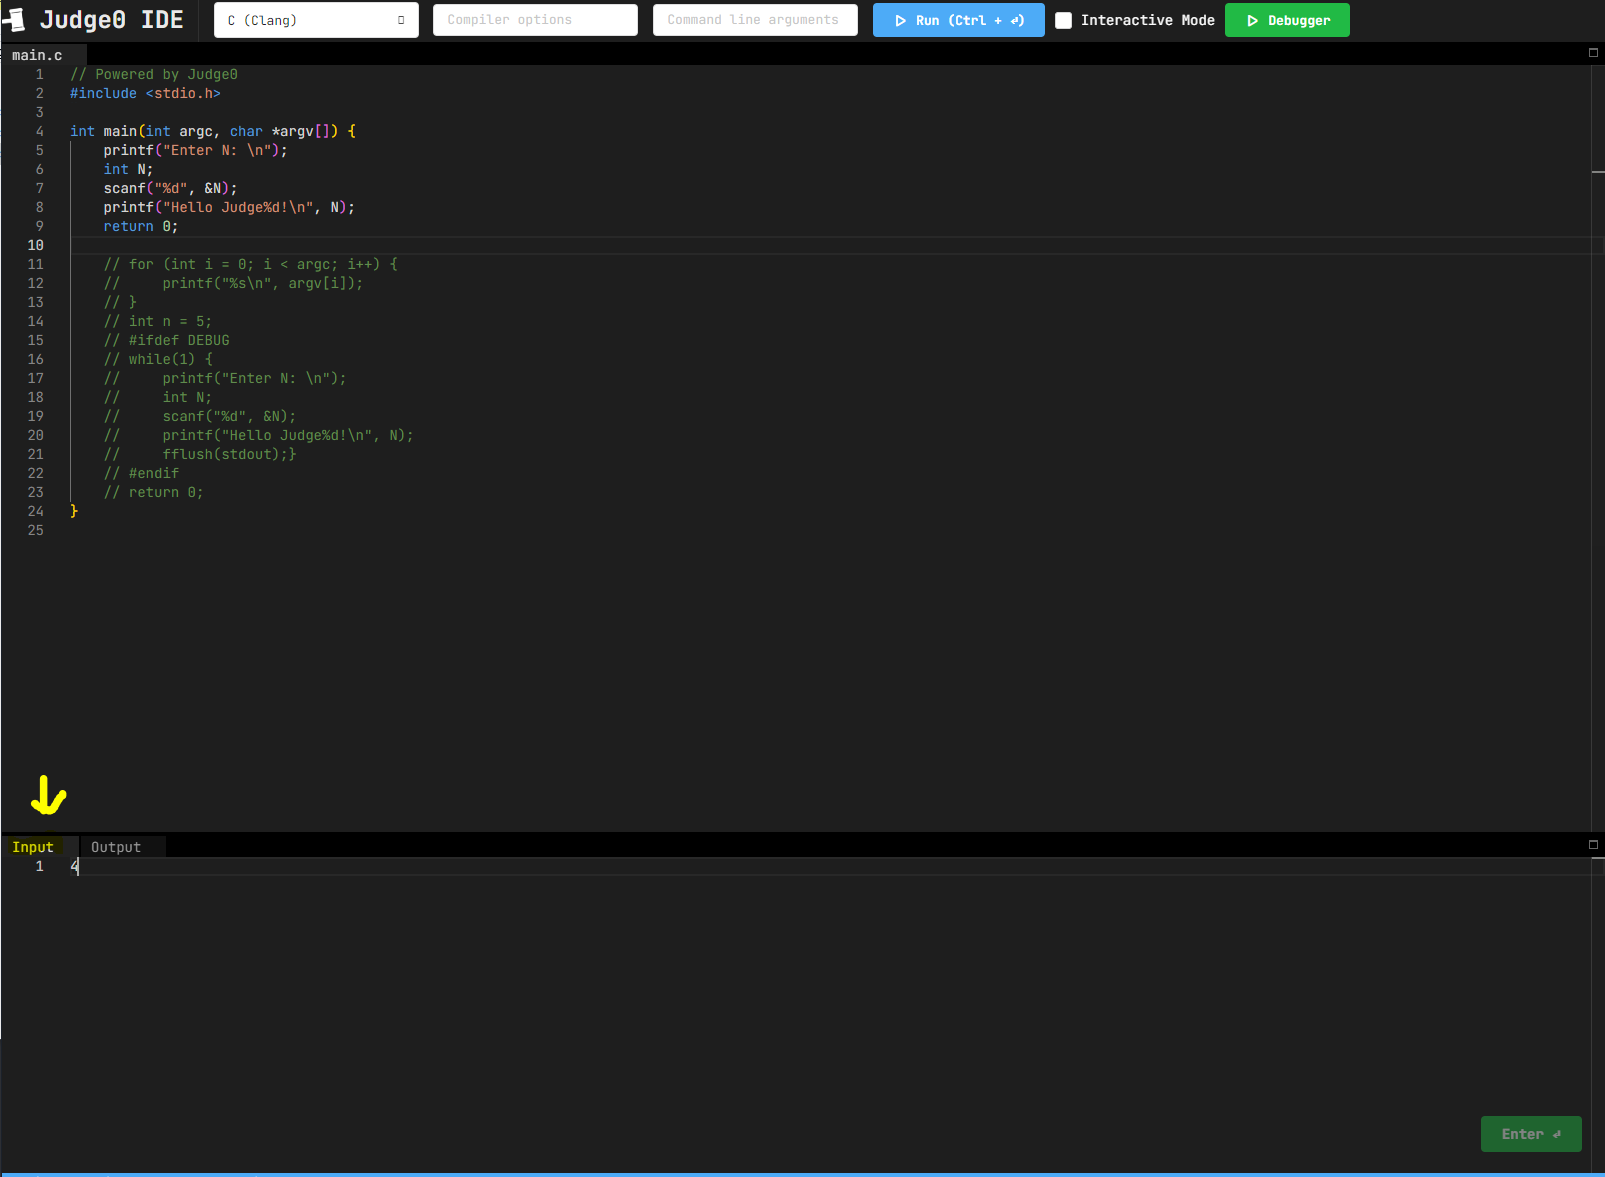 Judge0 IDE
C (Clang)
Compiler options
Command line arguments
Run (Ctrl + ⏎)
Interactive Mode
Debugger
main.c
1 // Powered by Judge0
2 #include <stdio.h>
3
4 int main(int argc, char *argv[]) {
5     printf("Enter N: \n");
6     int N;
7     scanf("%d", &N);
8     printf("Hello Judge%d!\n", N);
9     return 0;
10
11     // for (int i = 0; i < argc; i++) {
12     //     printf("%s\n", argv[i]);
13     // }
14     // int n = 5;
15     // #ifdef DEBUG
16     // while(1) {
17     //     printf("Enter N: \n");
18     //     int N;
19     //     scanf("%d", &N);
20     //     printf("Hello Judge%d!\n", N);
21     //     fflush(stdout);}
22     // #endif
23     // return 0;
24 }
25
Input Output
1 4
Enter ⏎